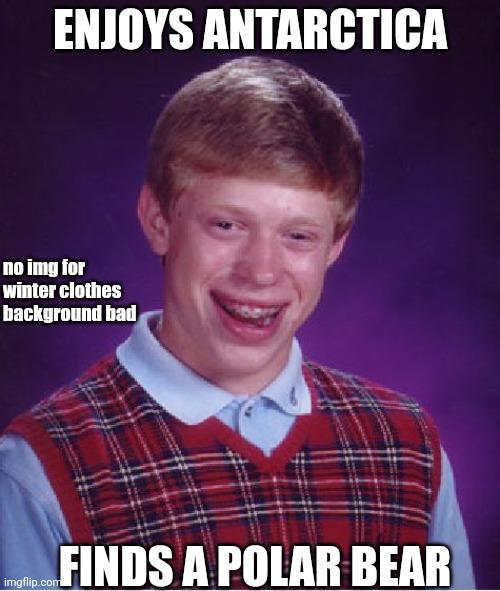 ENJOYS ANTARCTICA
no img for
winter clothes
background bad
FINDS A POLAR BEAR
imgflip.com